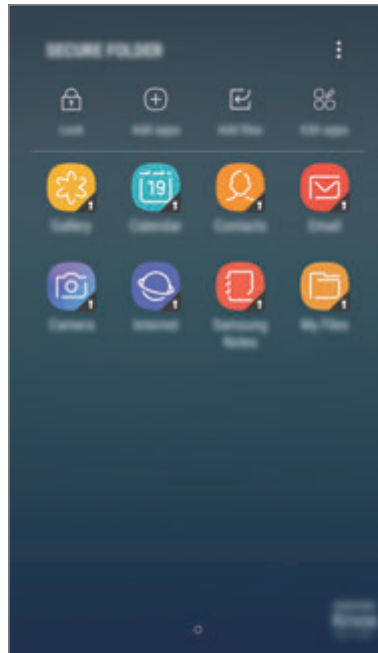 SECURE FOLDER
Lock Add apps Add files Edit apps
19
Gallery Calendar Contacts Email
Camera Internet Samsung My Files
Notes